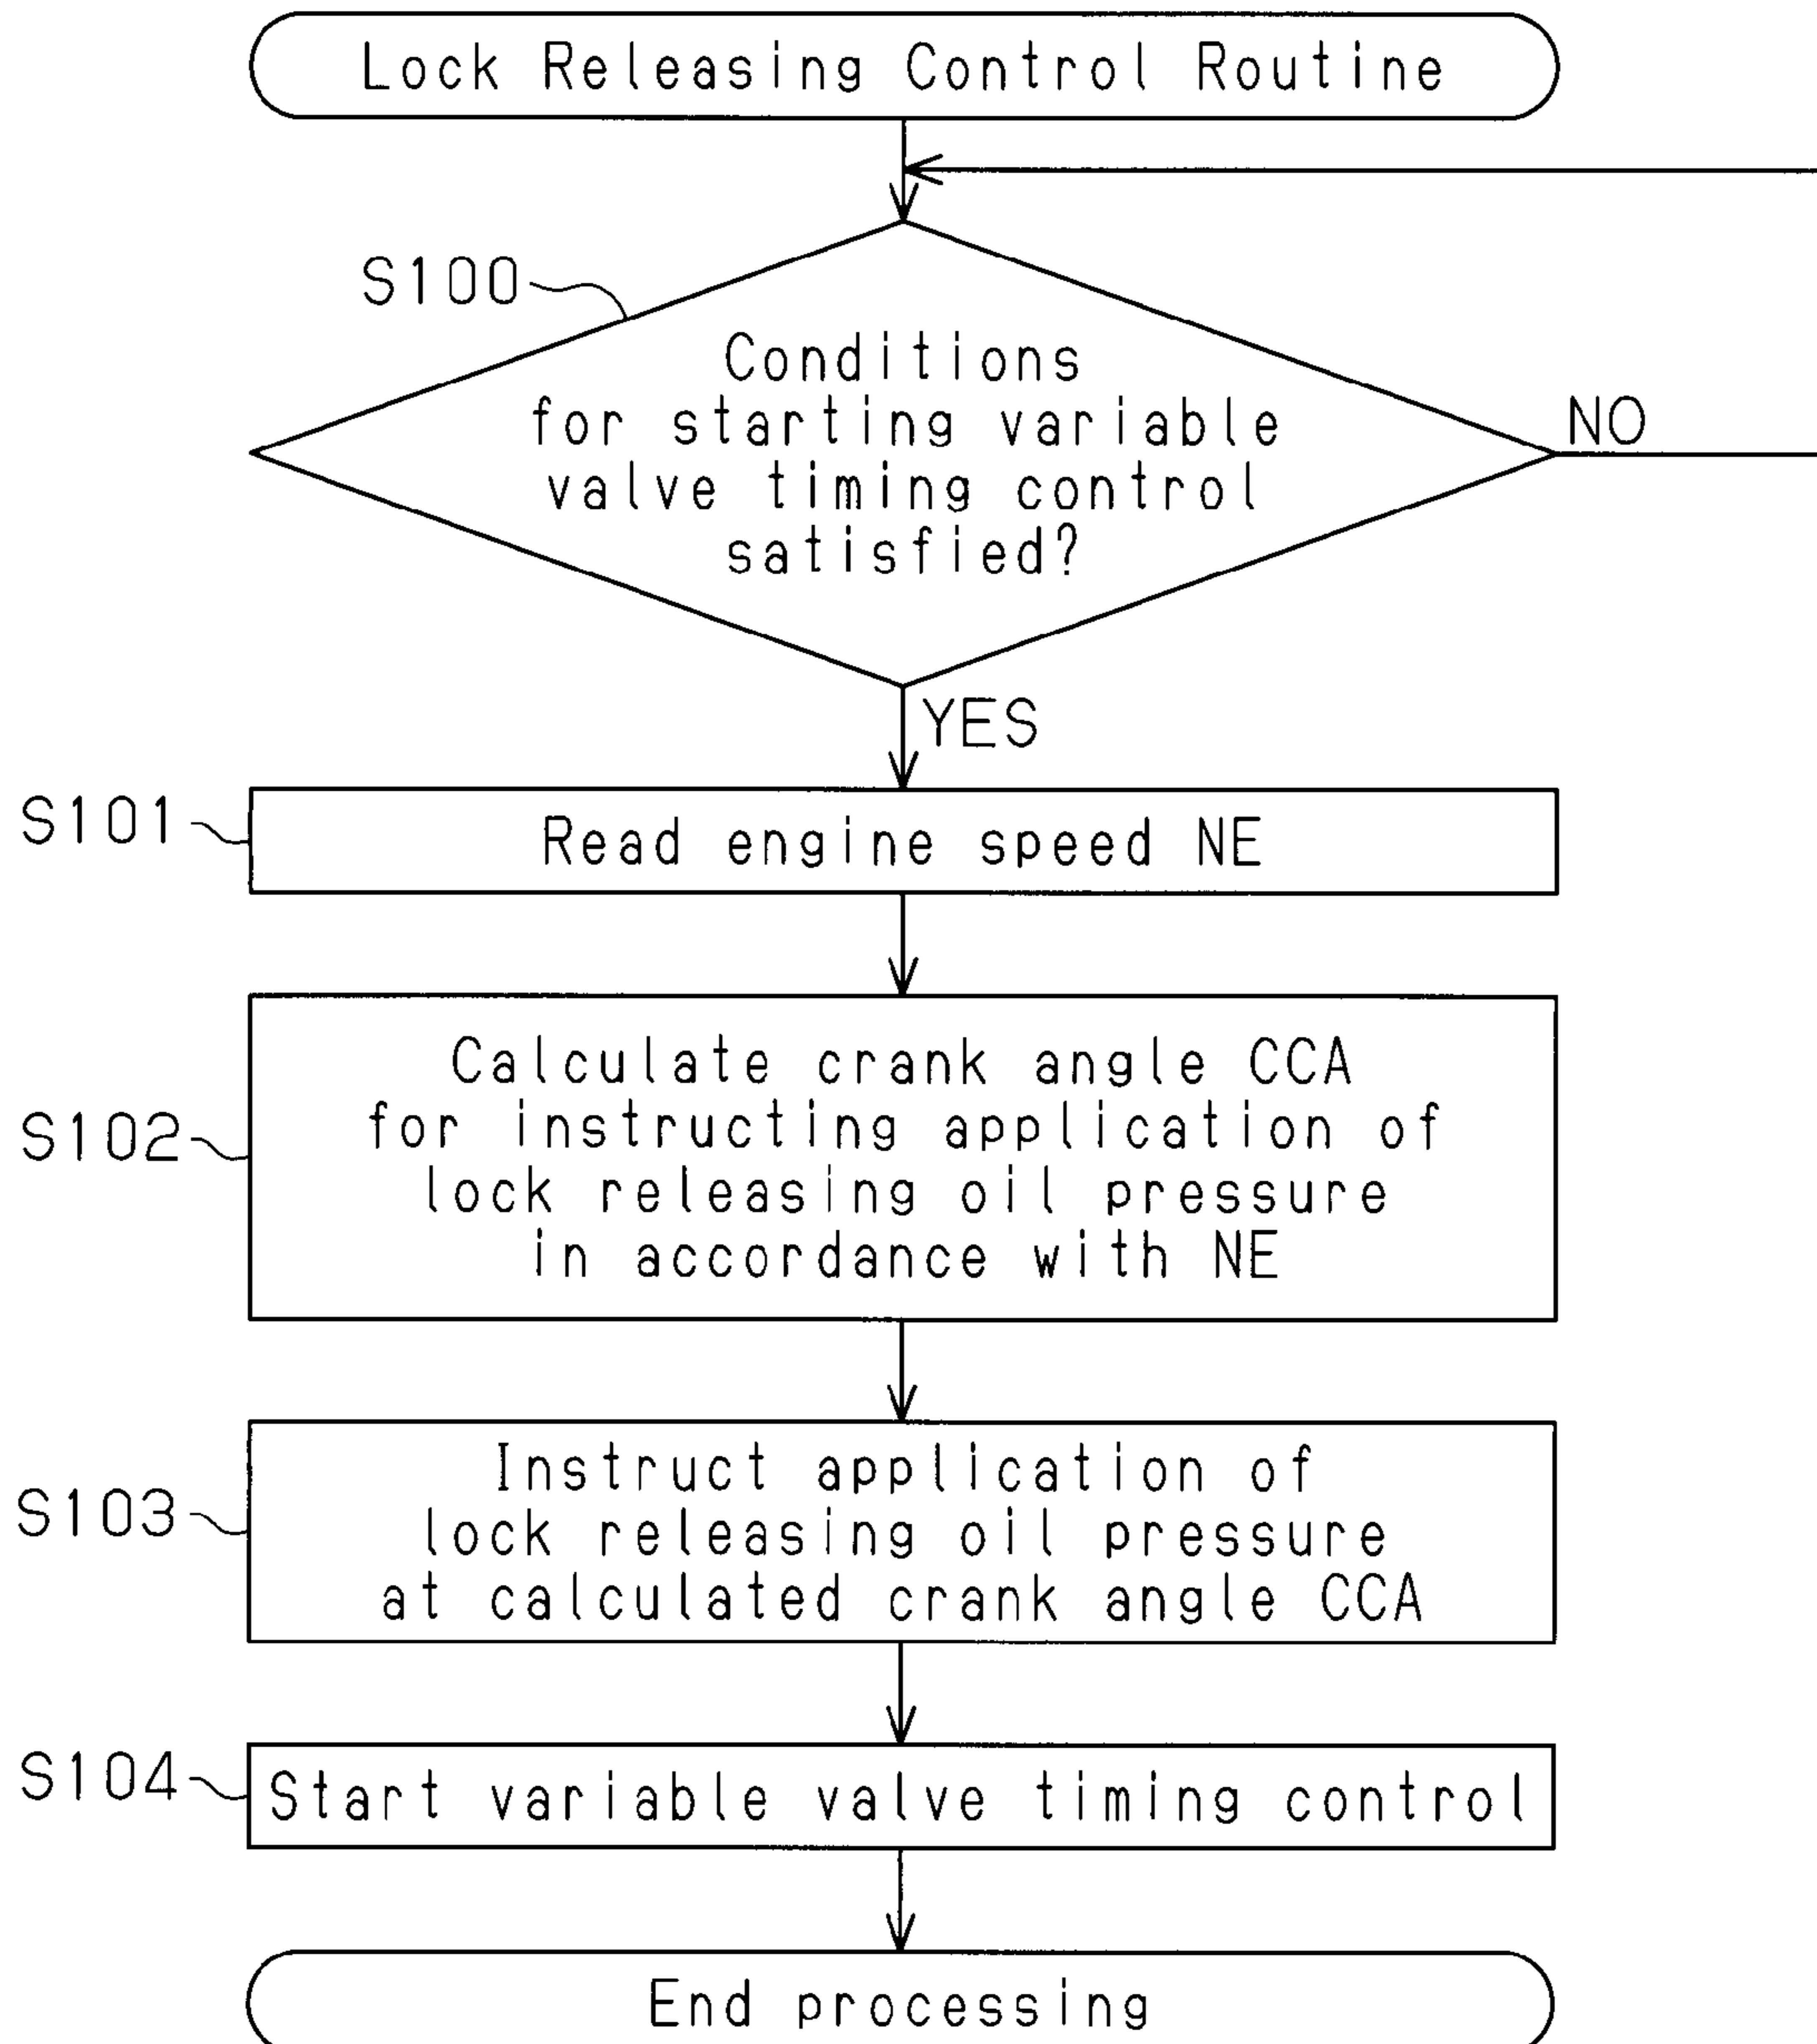 Lock Releasing Control Routine
S100
Conditions
for starting variable
valve timing control
satisfied?
NO
YES
S101
Read engine speed NE
S102
Calculate crank angle CCA
for instructing application of
lock releasing oil pressure
in accordance with NE
S103
Instruct application of
lock releasing oil pressure
at calculated crank angle CCA
S104
Start variable valve timing control
End processing